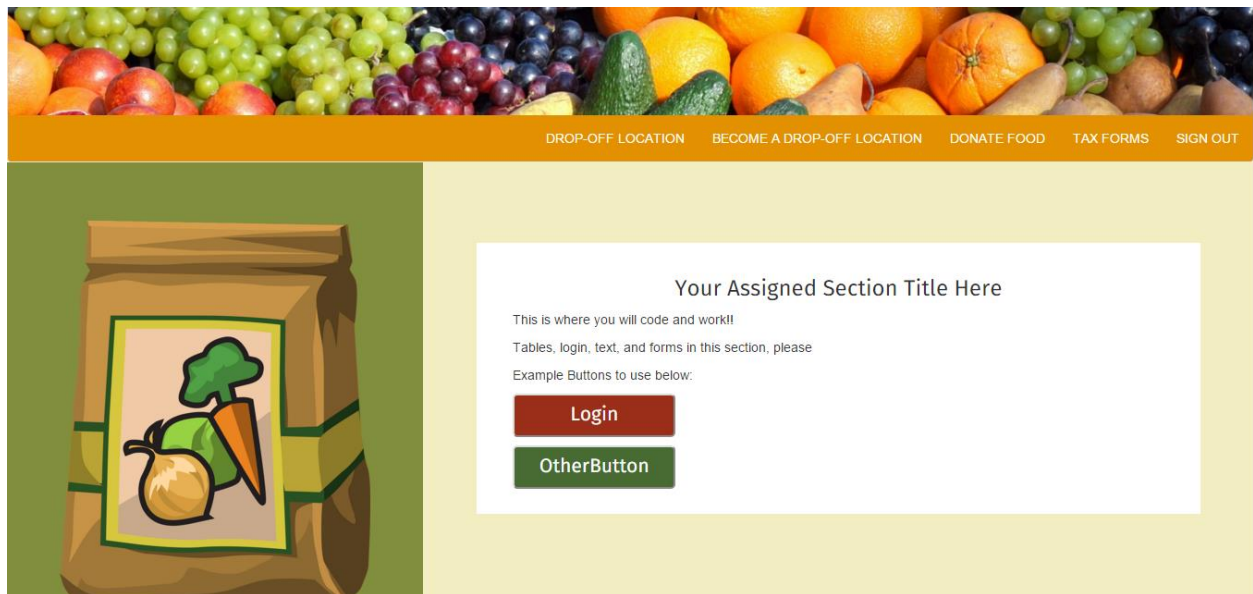 DROP-OFF LOCATION BECOME A DROP-OFF LOCATION DONATE FOOD TAX FORMS SIGN OUT
Your Assigned Section Title Here
This is where you will code and work!!
Tables, login, text, and forms in this section, please
Example Buttons to use below:
Login
OtherButton